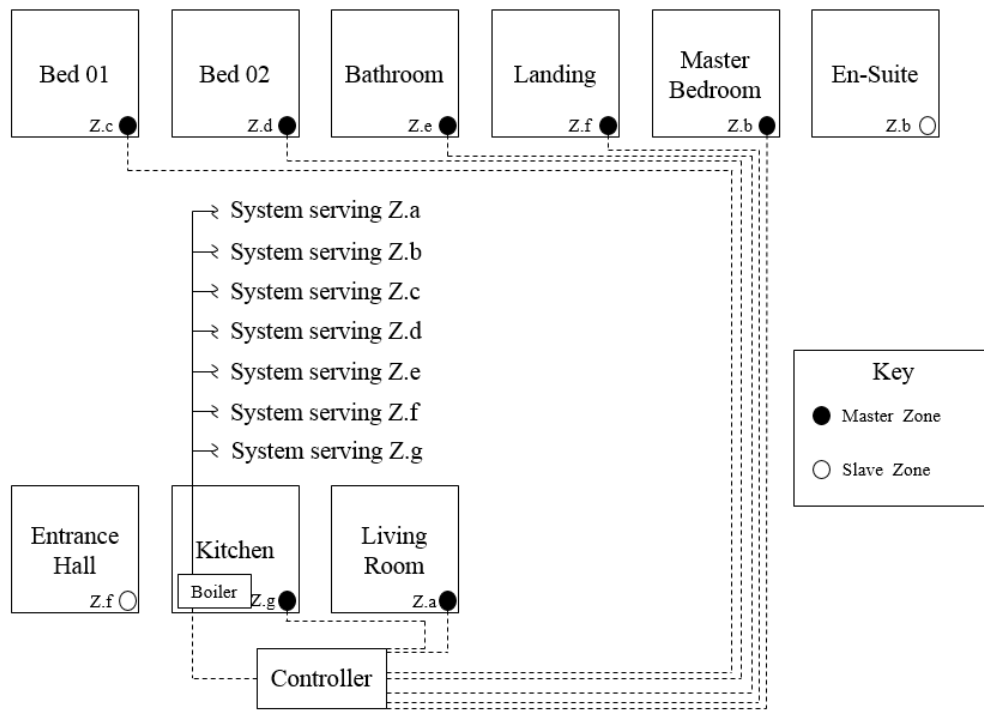 Bed 01
Z.c
Bed 02
Z.d
Bathroom
Z.e
Landing
Z.f
Master
Bedroom
Z.b
En-Suite
Z.b
System serving Z.a
System serving Z.b
System serving Z.c
System serving Z.d
System serving Z.e
System serving Z.f
System serving Z.g
Key
Master Zone
Slave Zone
Entrance
Hall
Z.f
Kitchen
Boiler
Z.g
Living
Room
Z.a
Controller